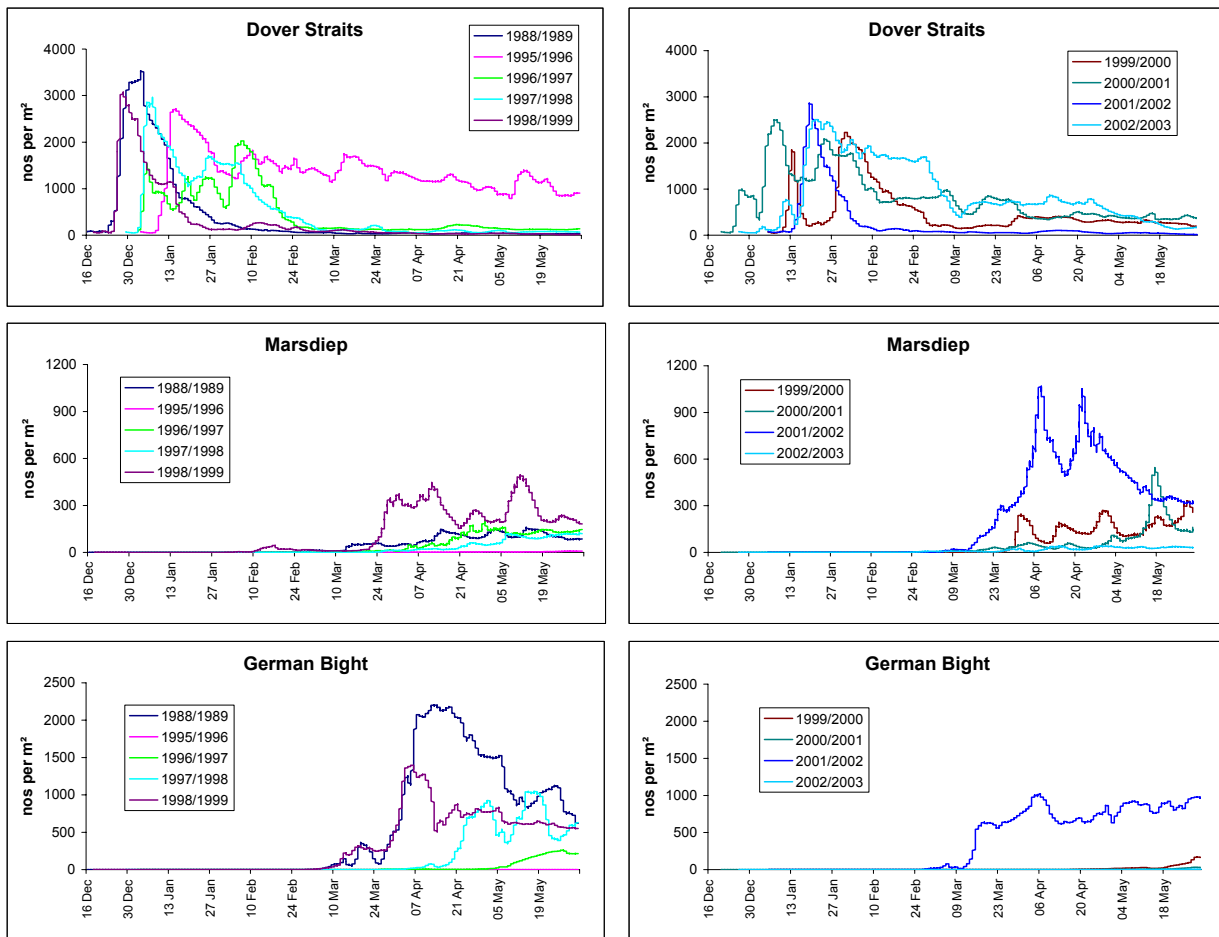 Dover Straits
nos per m²
4000
3000
2000
1000
0
1988/1989
1995/1996
1996/1997
1997/1998
1998/1999
16 Dec
30 Dec
13 Jan
27 Jan
10 Feb
24 Feb
10 Mar
24 Mar
07 Apr
21 Apr
05 May
19 May
Dover Straits
nos per m²
4000
3000
2000
1000
0
1999/2000
2000/2001
2001/2002
2002/2003
16 Dec
30 Dec
13 Jan
27 Jan
10 Feb
24 Feb
09 Mar
23 Mar
06 Apr
20 Apr
04 May
18 May
Marsdiep
nos per m²
1200
900
600
300
0
1988/1989
1995/1996
1996/1997
1997/1998
1998/1999
16 Dec
30 Dec
13 Jan
27 Jan
10 Feb
24 Feb
10 Mar
24 Mar
07 Apr
21 Apr
05 May
19 May
Marsdiep
nos per m²
1200
900
600
300
0
1999/2000
2000/2001
2001/2002
2002/2003
16 Dec
30 Dec
13 Jan
27 Jan
10 Feb
24 Feb
09 Mar
23 Mar
06 Apr
20 Apr
04 May
18 May
German Bight
nos per m²
2500
2000
1500
1000
500
0
1988/1989
1995/1996
1996/1997
1997/1998
1998/1999
16 Dec
30 Dec
13 Jan
27 Jan
10 Feb
24 Feb
10 Mar
24 Mar
07 Apr
21 Apr
05 May
19 May
German Bight
nos per m²
2500
2000
1500
1000
500
0
1999/2000
2000/2001
2001/2002
2002/2003
16 Dec
30 Dec
13 Jan
27 Jan
10 Feb
24 Feb
09 Mar
23 Mar
06 Apr
20 Apr
04 May
18 May